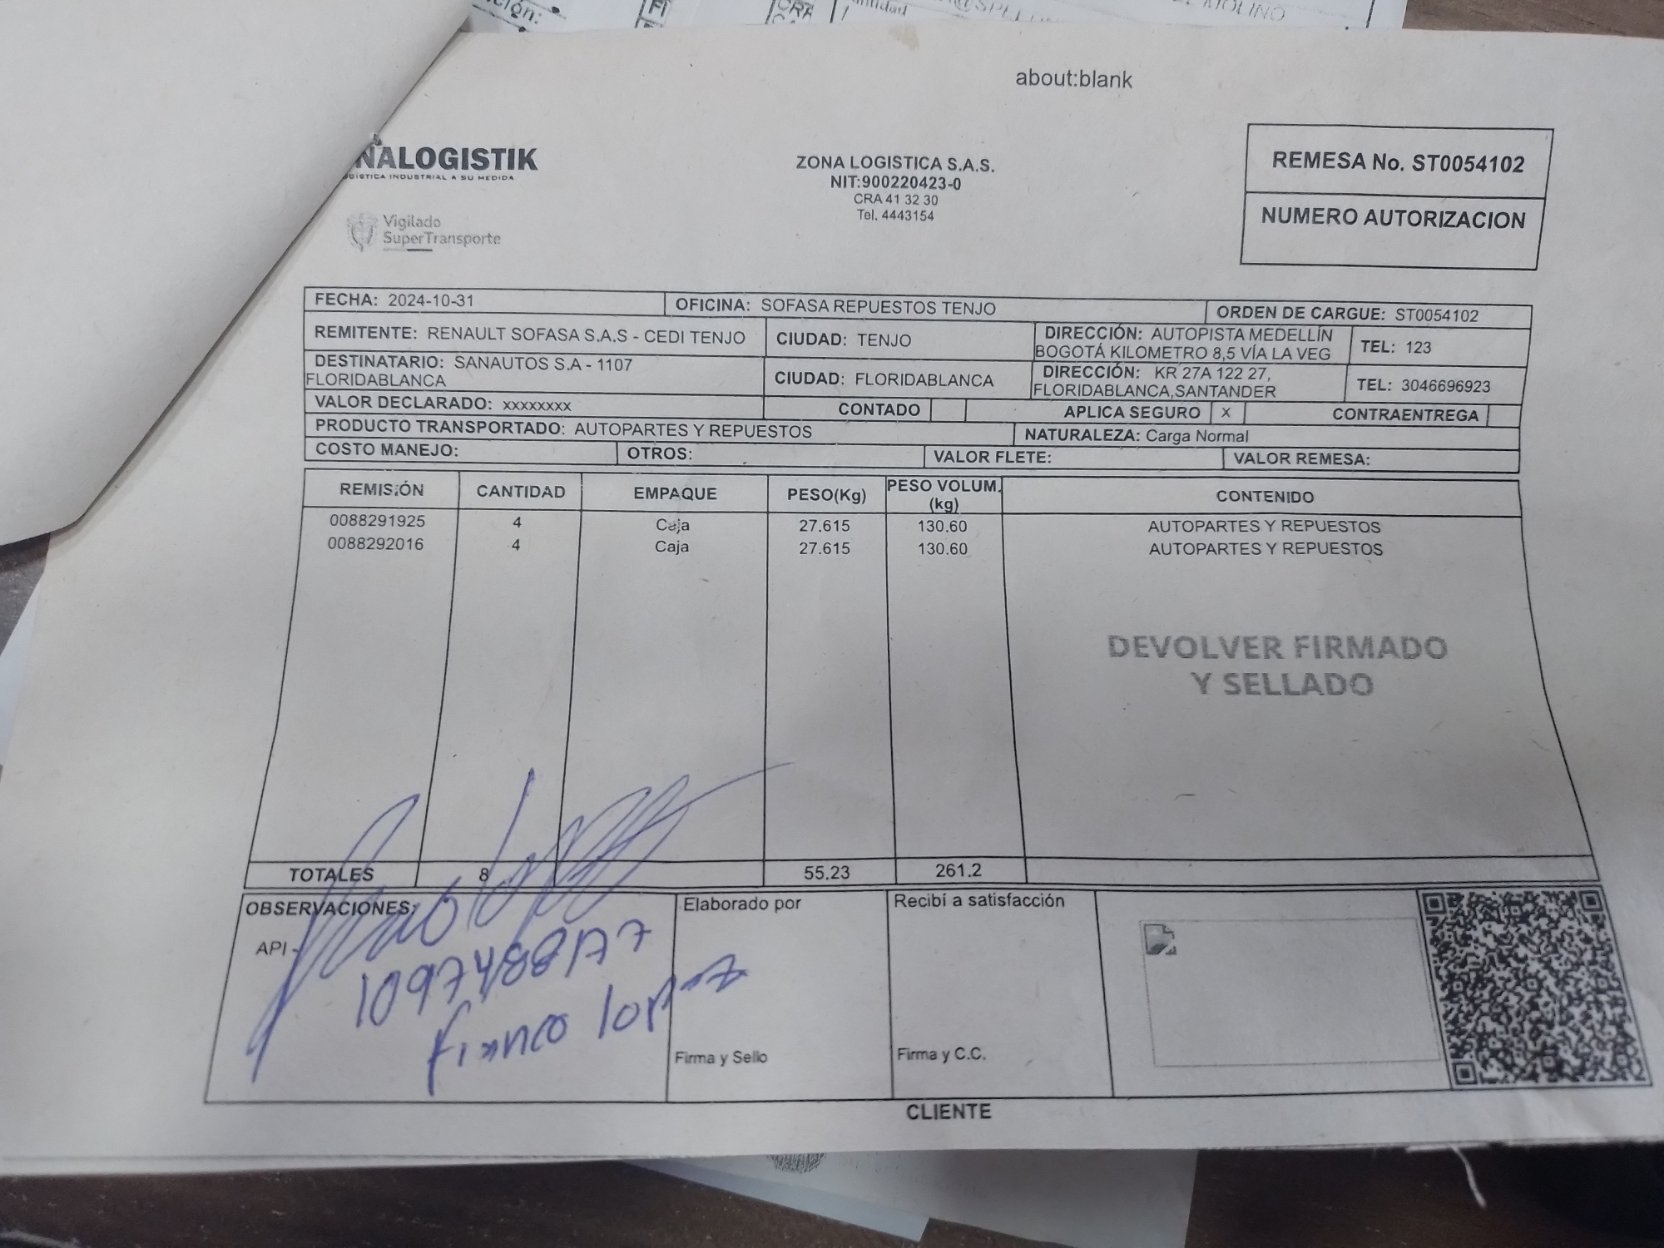 about:blank
NALOGISTIK
GISTICA INDUSTRIAL A SU MEDIDA
Vigilado
SuperTransporte
ZONA LOGISTICA S.A.S.
NIT:900220423-0
CRA 41 32 30
Tel. 4443154
REMESA No. ST0054102
NUMERO AUTORIZACION
FECHA: 2024-10-31 OFICINA: SOFASA REPUESTOS TENJO ORDEN DE CARGUE: ST0054102
REMITENTE: RENAULT SOFASA S.A.S - CEDI TENJO CIUDAD: TENJO DIRECCIÓN: AUTOPISTA MEDELLÍN BOGOTÁ KILOMETRO 8,5 VÍA LA VEG TEL: 123
DESTINATARIO: SANAUTOS S.A - 1107 FLORIDABLANCA CIUDAD: FLORIDABLANCA DIRECCIÓN: KR 27A 122 27, FLORIDABLANCA,SANTANDER TEL: 3046696923
VALOR DECLARADO: xxxxxxxx CONTADO APLICA SEGURO X CONTRAENTREGA
PRODUCTO TRANSPORTADO: AUTOPARTES Y REPUESTOS NATURALEZA: Carga Normal
COSTO MANEJO: OTROS: VALOR FLETE: VALOR REMESA:
REMISIÓN CANTIDAD EMPAQUE PESO(Kg) PESO VOLUM. (kg) CONTENIDO
0088291925 4 Caja 27.615 130.60 AUTOPARTES Y REPUESTOS
0088292016 4 Caja 27.615 130.60 AUTOPARTES Y REPUESTOS
DEVOLVER FIRMADO
Y SELLADO
TOTALES 8 55.23 261.2
OBSERVACIONES:
API -
franco lopez
Elaborado por
Firma y Sello
Recibí a satisfacción
Firma y C.C.
CLIENTE